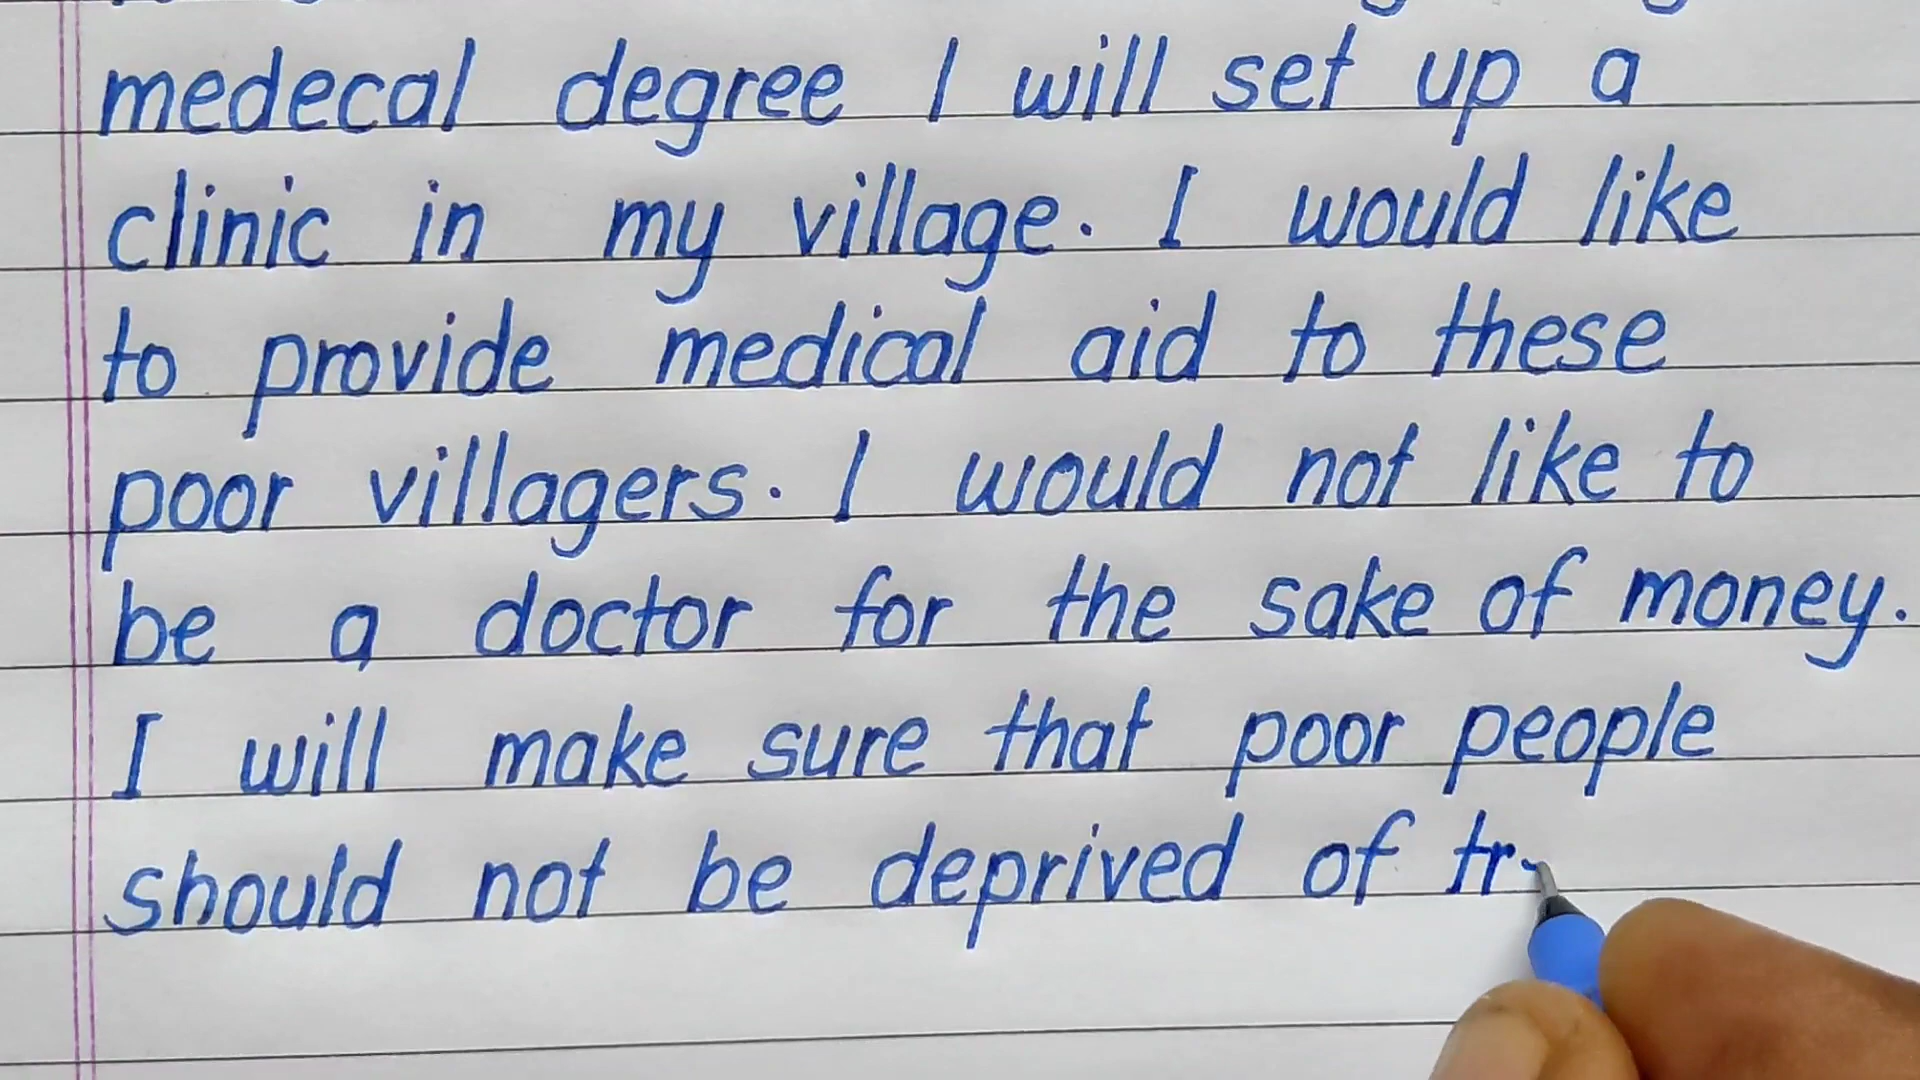 medecal degree I will set up a
clinic in my village. I would like
to provide medical aid to these
poor villagers. I would not like to
be a doctor for the sake of money.
I will make sure that poor people
should not be deprived of tr